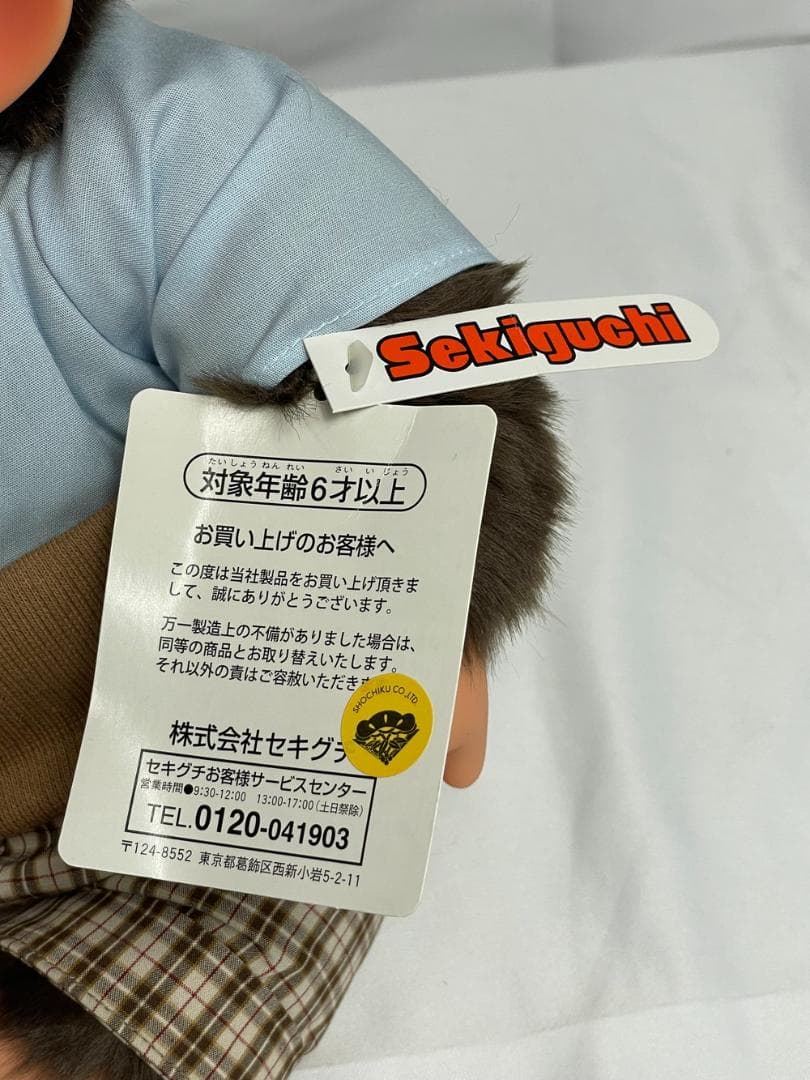 Sekiguchi
たいしょうねんれい さいいじょう
対象年齢6才以上
お買い上げのお客様へ
この度は当社製品をお買い上げ頂きま
して、誠にありがとうございます。
万一製造上の不備がありました場合は、
同等の商品とお取り替えいたします。
それ以外の責はご容赦いただきま
SHOCHIKU CO.,LTD.
株式会社セキグチ
セキグチお客様サービスセンター
営業時間●9:30-12:00 13:00-17:00(土日祭除)
TEL.0120-041903
〒124-8552 東京都葛飾区西新小岩5-2-11